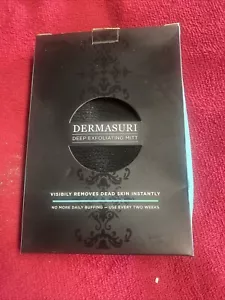 DERMASURI
DEEP EXFOLIATING MITT
VISIBLY REMOVES DEAD SKIN INSTANTLY
NO MORE DAILY BUFFING — USE EVERY TWO WEEKS